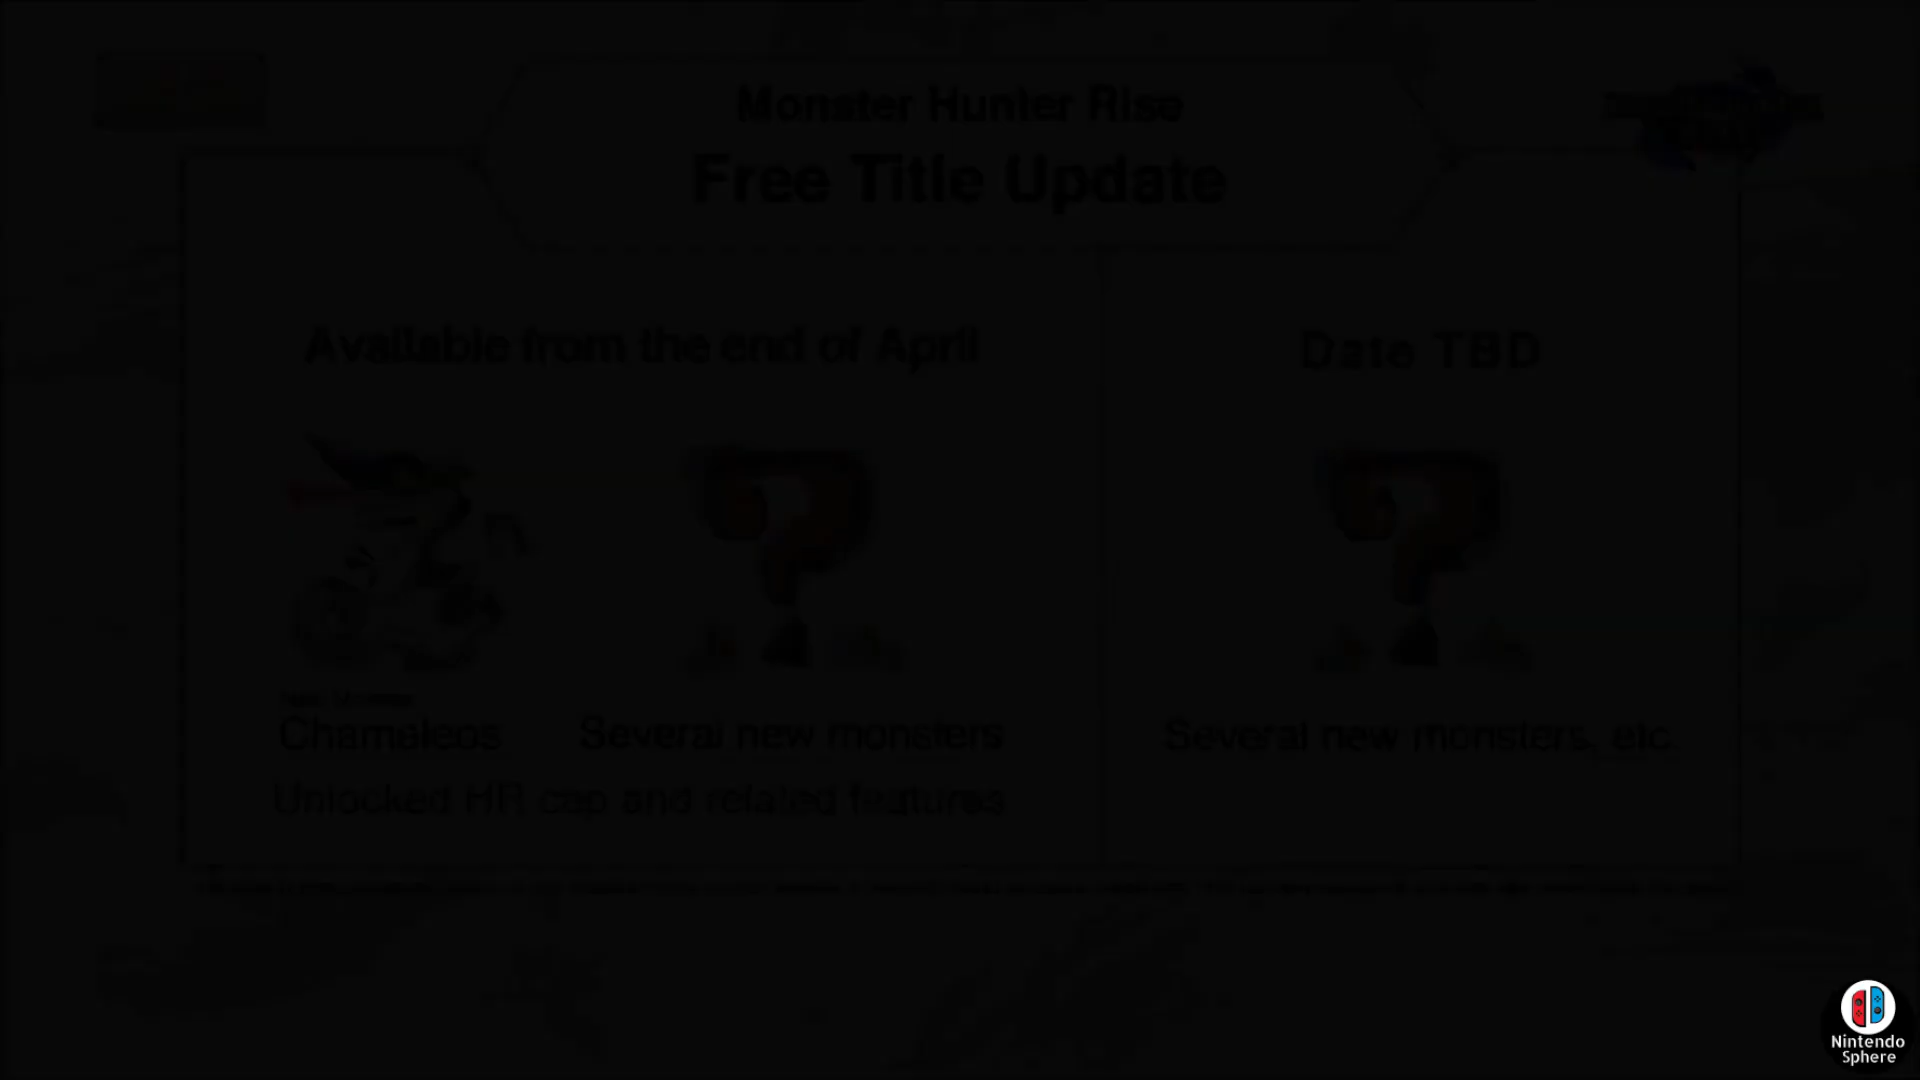 Monster Hunter Rise
Free Title Update
Available from the end of April
Date TBD
Chameleos
Several new monsters
Several new monsters, etc.
Unlocked HR cap and related features
Nintendo
Sphere